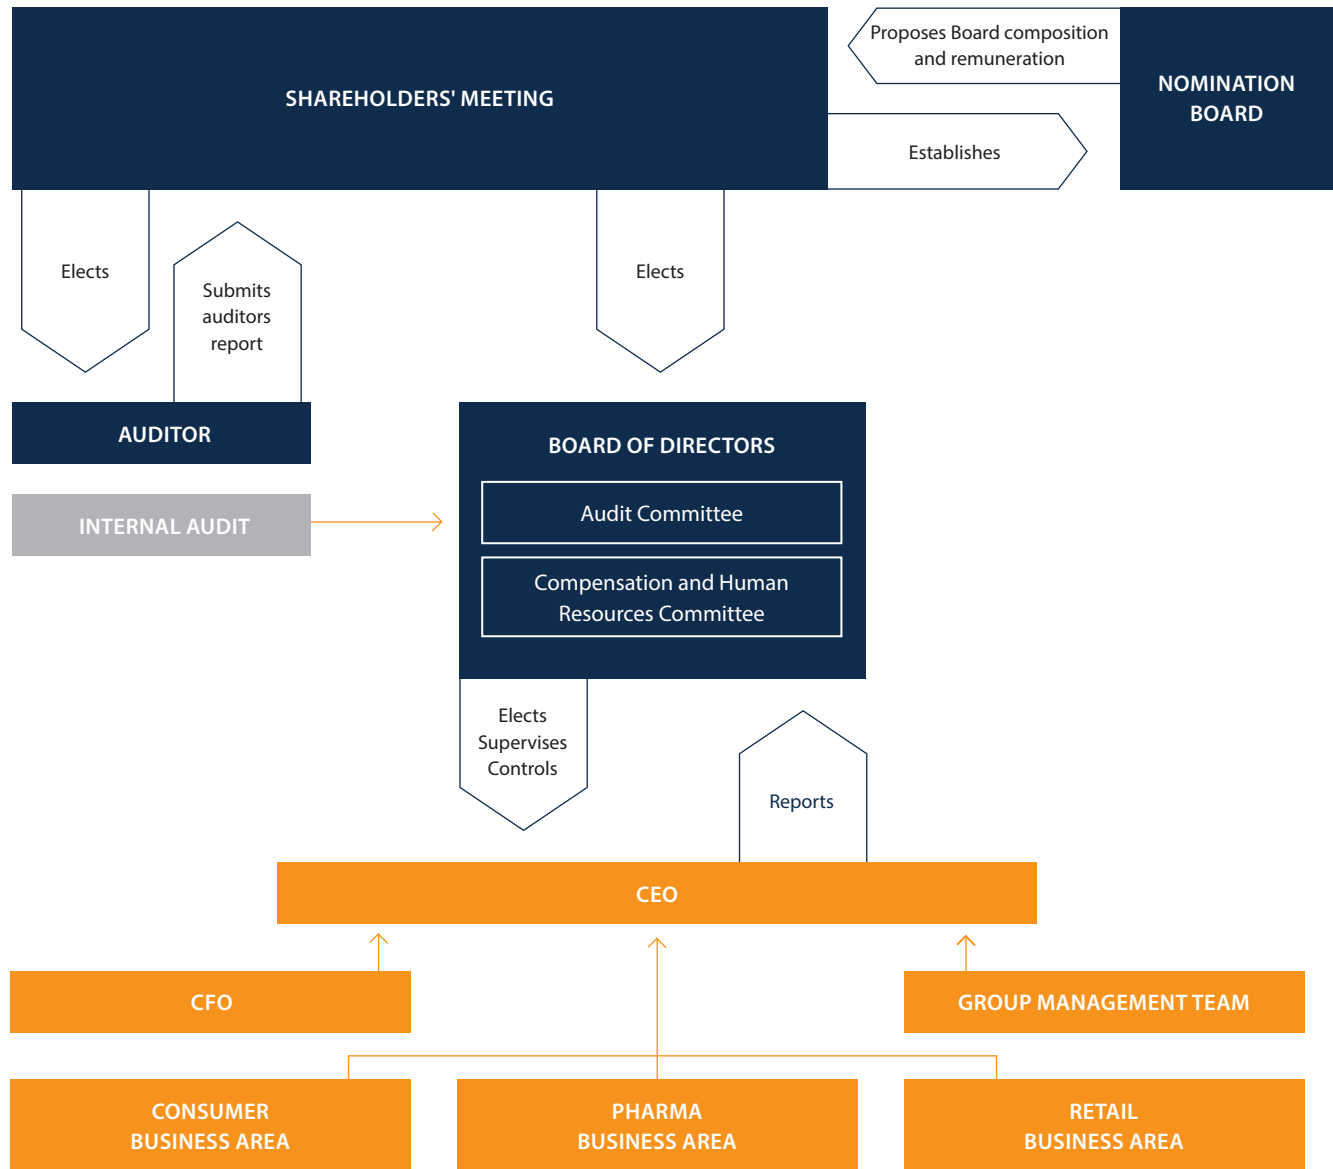 SHAREHOLDERS' MEETING
Proposes Board composition
and remuneration
NOMINATION
BOARD
Establishes
Elects
Submits
auditors
report
Elects
AUDITOR
INTERNAL AUDIT
BOARD OF DIRECTORS
Audit Committee
Compensation and Human
Resources Committee
Elects
Supervises
Controls
Reports
CEO
CFO
GROUP MANAGEMENT TEAM
CONSUMER
BUSINESS AREA
PHARMA
BUSINESS AREA
RETAIL
BUSINESS AREA